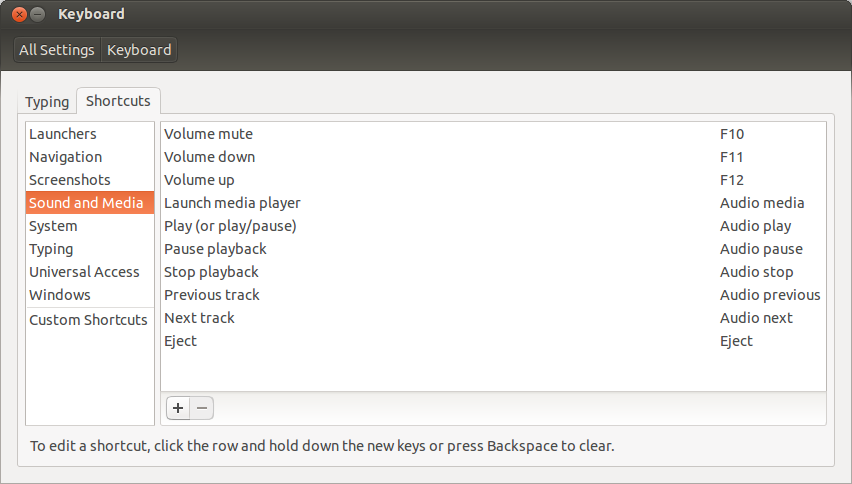 Keyboard
All Settings Keyboard
Typing Shortcuts
Launchers
Navigation
Screenshots
Sound and Media
System
Typing
Universal Access
Windows
Custom Shortcuts
Volume mute F10
Volume down F11
Volume up F12
Launch media player Audio media
Play (or play/pause) Audio play
Pause playback Audio pause
Stop playback Audio stop
Previous track Audio previous
Next track Audio next
Eject Eject
To edit a shortcut, click the row and hold down the new keys or press Backspace to clear.